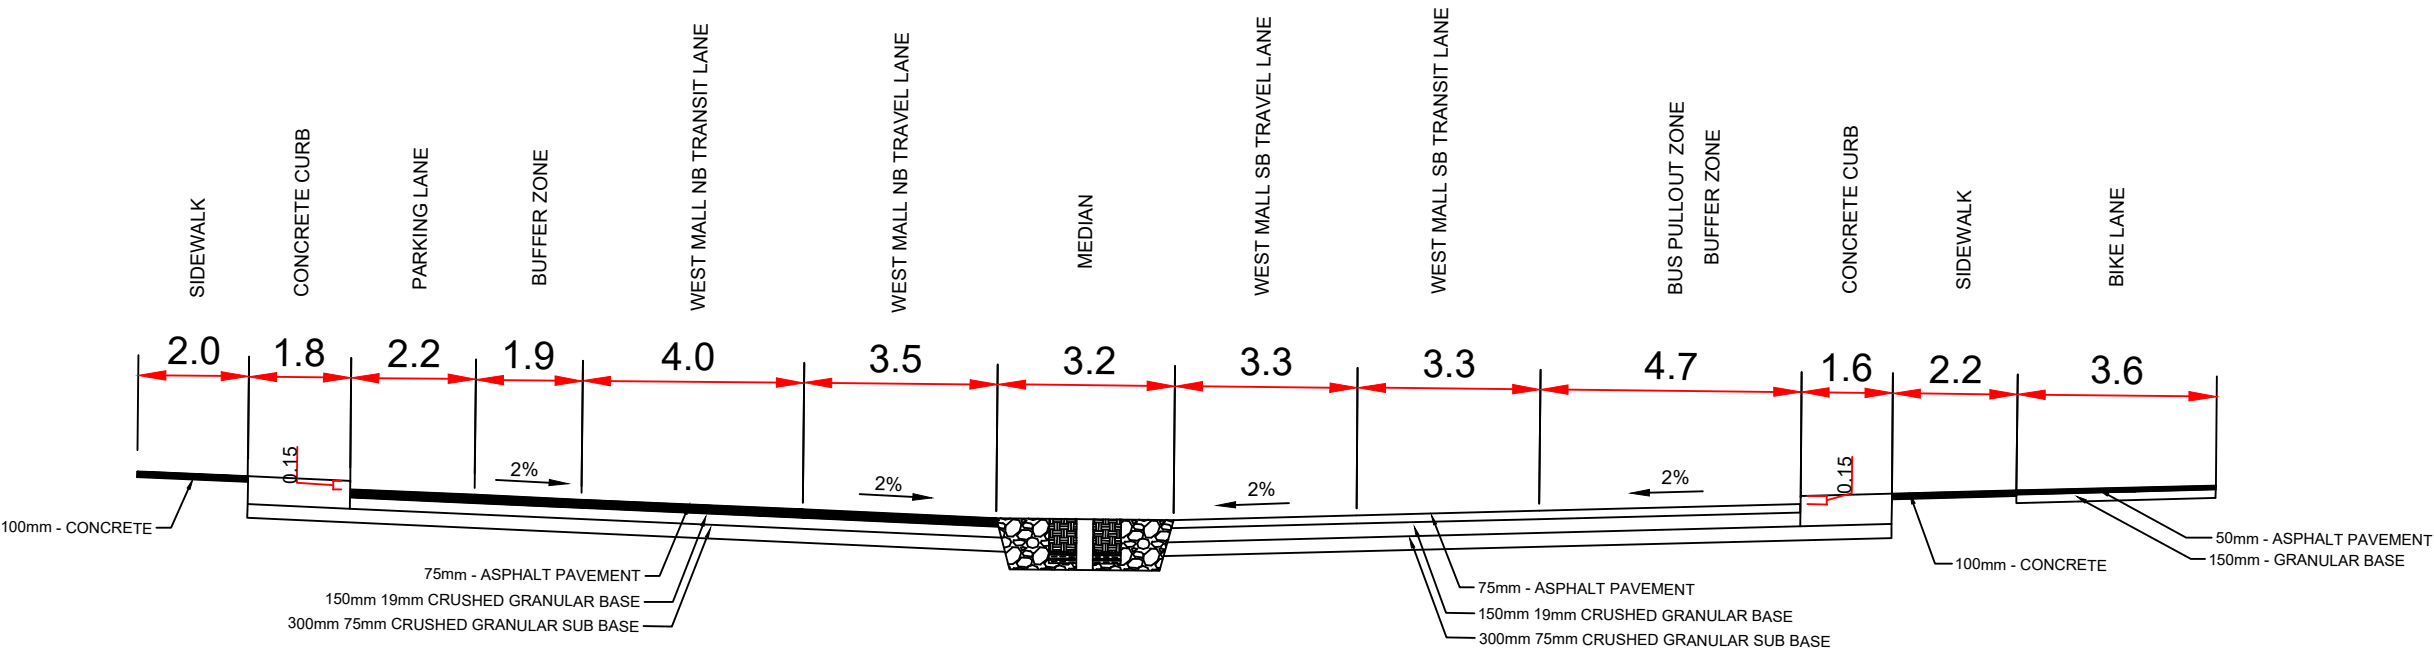 SIDEWALK
CONCRETE CURB
PARKING LANE
BUFFER ZONE
WEST MALL NB TRANSIT LANE
WEST MALL NB TRAVEL LANE
MEDIAN
WEST MALL SB TRAVEL LANE
WEST MALL SB TRANSIT LANE
BUS PULLOUT ZONE
BUFFER ZONE
CONCRETE CURB
SIDEWALK
BIKE LANE
2.0
1.8
2.2
1.9
4.0
3.5
3.2
3.3
3.3
4.7
1.6
2.2
3.6
0.15
2%
2%
2%
2%
0.15
100mm - CONCRETE
75mm - ASPHALT PAVEMENT
150mm 19mm CRUSHED GRANULAR BASE
300mm 75mm CRUSHED GRANULAR SUB BASE
75mm - ASPHALT PAVEMENT
150mm 19mm CRUSHED GRANULAR BASE
300mm 75mm CRUSHED GRANULAR SUB BASE
100mm - CONCRETE
50mm - ASPHALT PAVEMENT
150mm - GRANULAR BASE